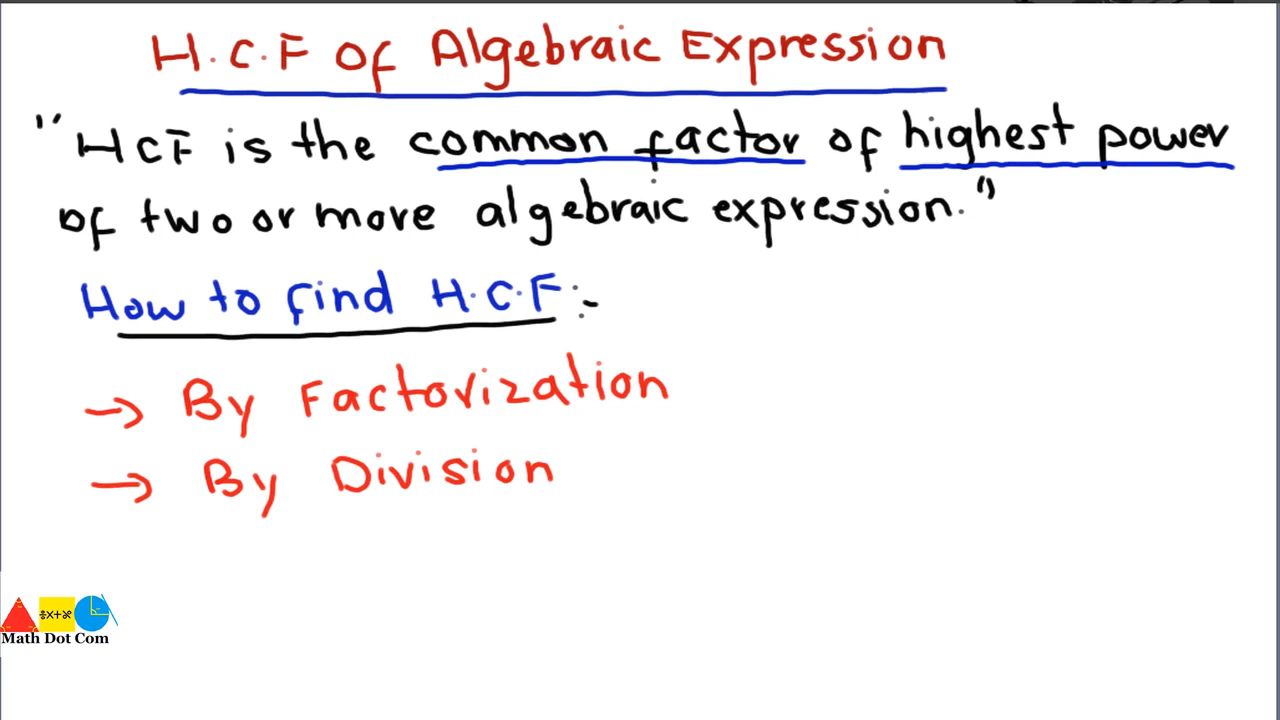 H.C.F Of Algebraic Expression
"HCF is the common factor of highest power
of two or more algebraic expression."
How to find H.C.F:-
→ By Factorization
→ By Division
÷x+
Math Dot Com